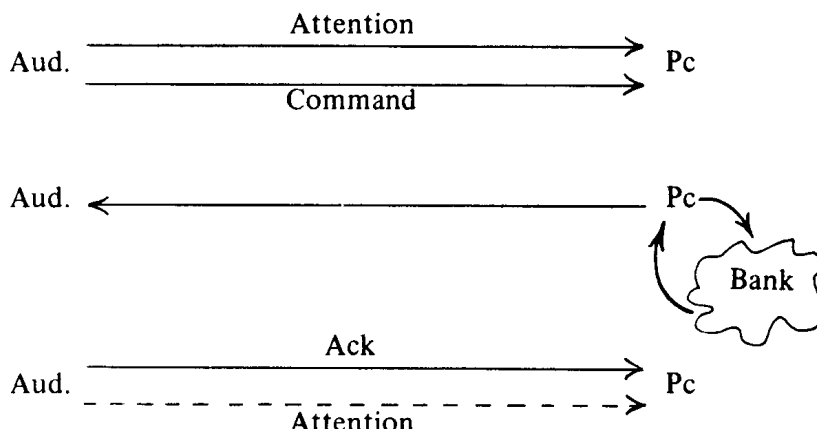 Attention
Aud. Pc
Command
Aud. Pc
Bank
Ack
Aud. Pc
Attention